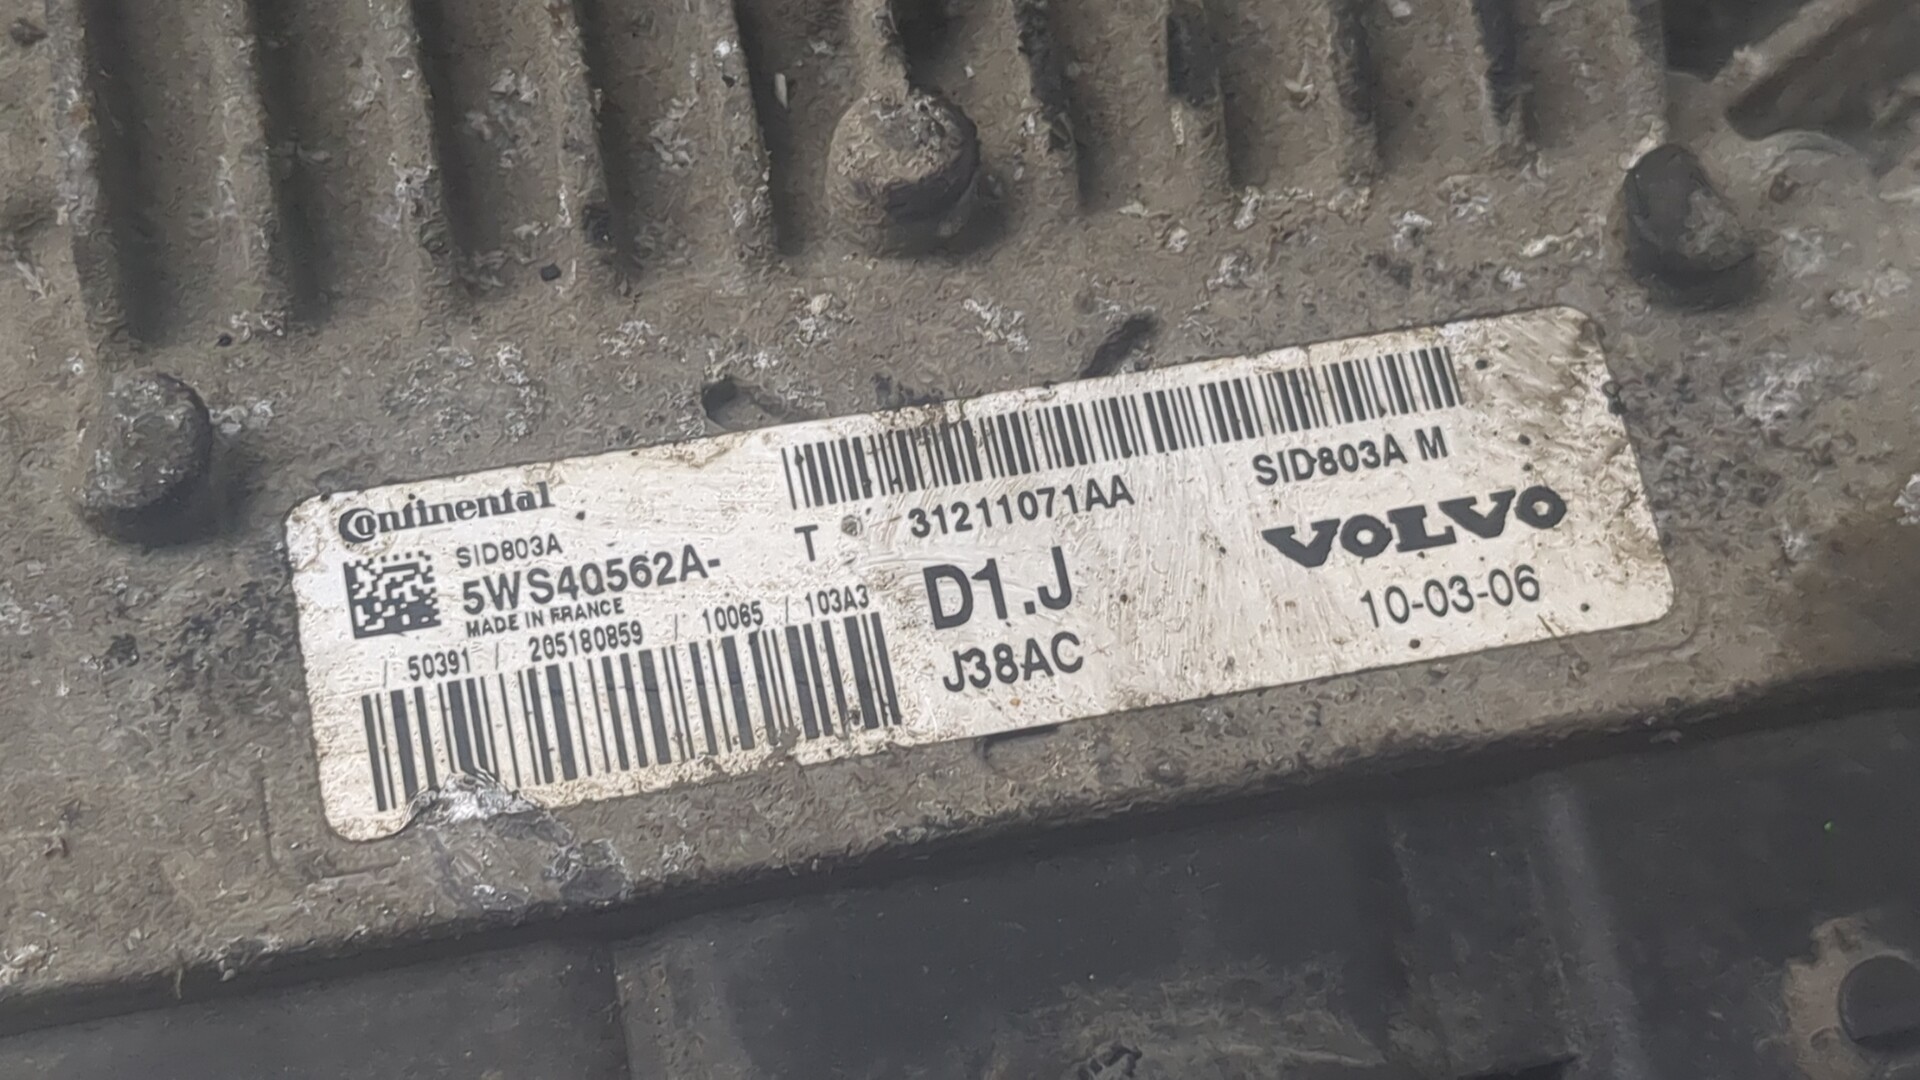 Continental
SID803A
5WS40562A-
T
MADE IN FRANCE
/ 50391 / 205180859 / 10065 / 103A3
31211071AA
SID803A M
D1.J
VOLVO
J38AC
10-03-06